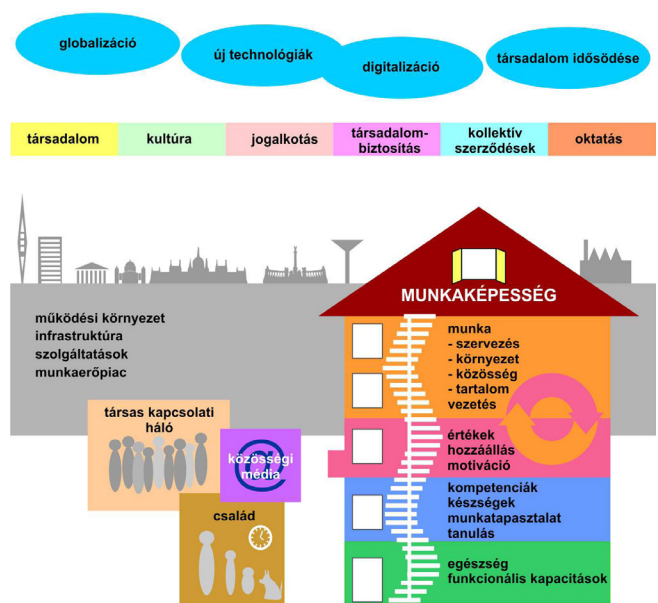 globalizáció
új technológiák
digitalizáció
társadalom idősödése
társadalom
kultúra
jogalkotás
társadalom-
biztosítás
kollektív
szerződések
oktatás
MUNKAKÉPESSÉG
működési környezet
infrastruktúra
szolgáltatások
munkaerőpiac
munka
- szervezés
- környezet
- közösség
- tartalom
vezetés
társas kapcsolati
háló
@
közösségi
média
értékek
hozzáállás
motiváció
kompetenciák
készségek
munkatapasztalat
tanulás
család
egészség
funkcionális kapacitások